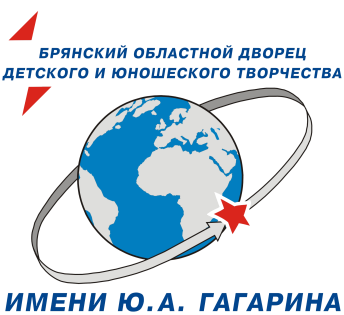 БРЯНСКИЙ ОБЛАСТНОЙ ДВОРЕЦ
ДЕТСКОГО И ЮНОШЕСКОГО ТВОРЧЕСТВА
ИМЕНИ Ю.А. ГАГАРИНА